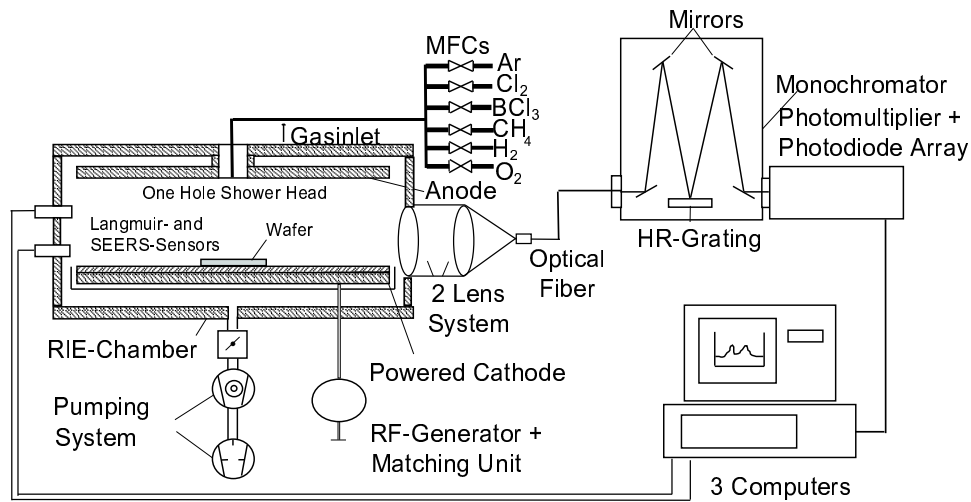 Mirrors
MFCs
Ar
Cl2
BCl3
CH4
H2
O2
Gasinlet
Monochromator
Photomultiplier +
Photodiode Array
One Hole Shower Head
Anode
Langmuir- and
SEERS-Sensors
Wafer
HR-Grating
Optical
Fiber
2 Lens
System
RIE-Chamber
Powered Cathode
Pumping
System
RF-Generator +
Matching Unit
3 Computers